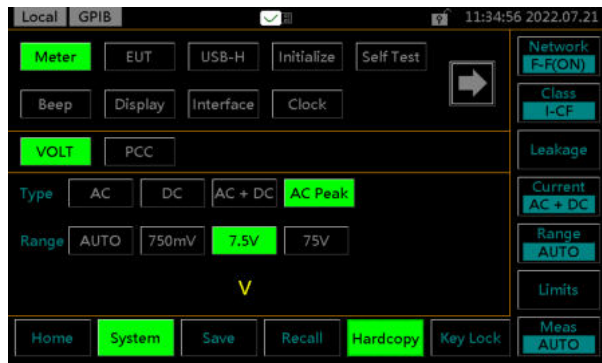 Local GPIB 11:34:56 2022.07.21
Meter EUT USB-H Initialize Self Test
Beep Display Interface Clock
VOLT PCC
Type AC DC AC + DC AC Peak
Range AUTO 750mV 7.5V 75V
V
Home System Save Recall Hardcopy Key Lock
Network
F-F(ON)
Class
I-CF
Leakage
Current
AC + DC
Range
AUTO
Limits
Meas
AUTO